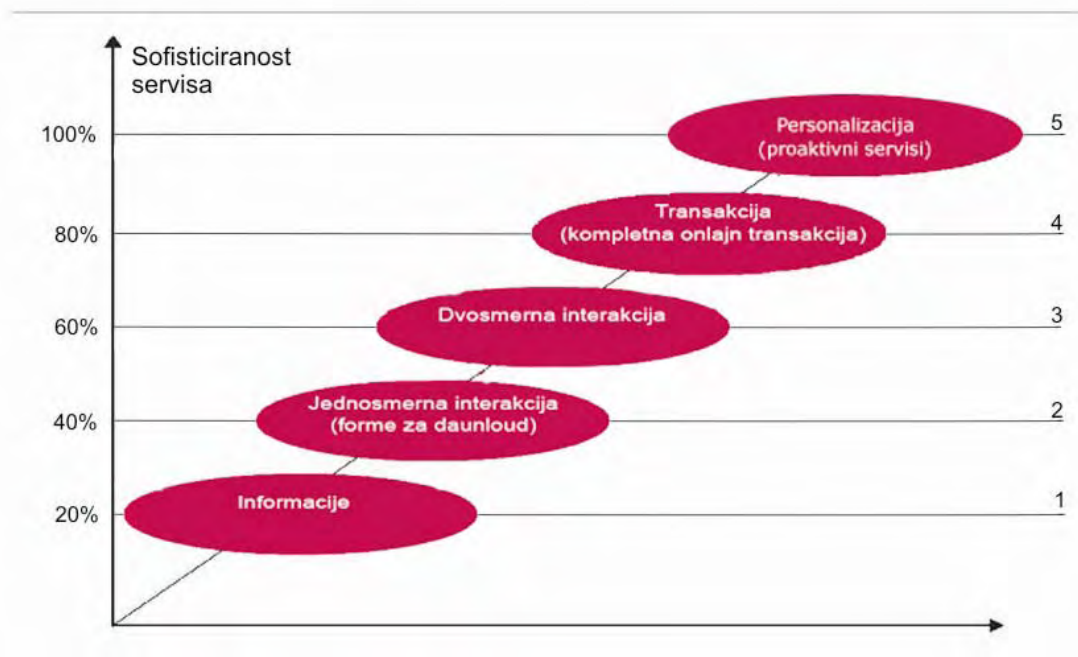 Sofisticiranost
servisa
100%
Personalizacija
(proaktivni servisi)
5
80%
Transakcija
(kompletna onlajn transakcija)
4
60%
Dvosmerna interakcija
3
40%
Jednosmerna interakcija
(forme za daunloud)
2
20%
Informacije
1